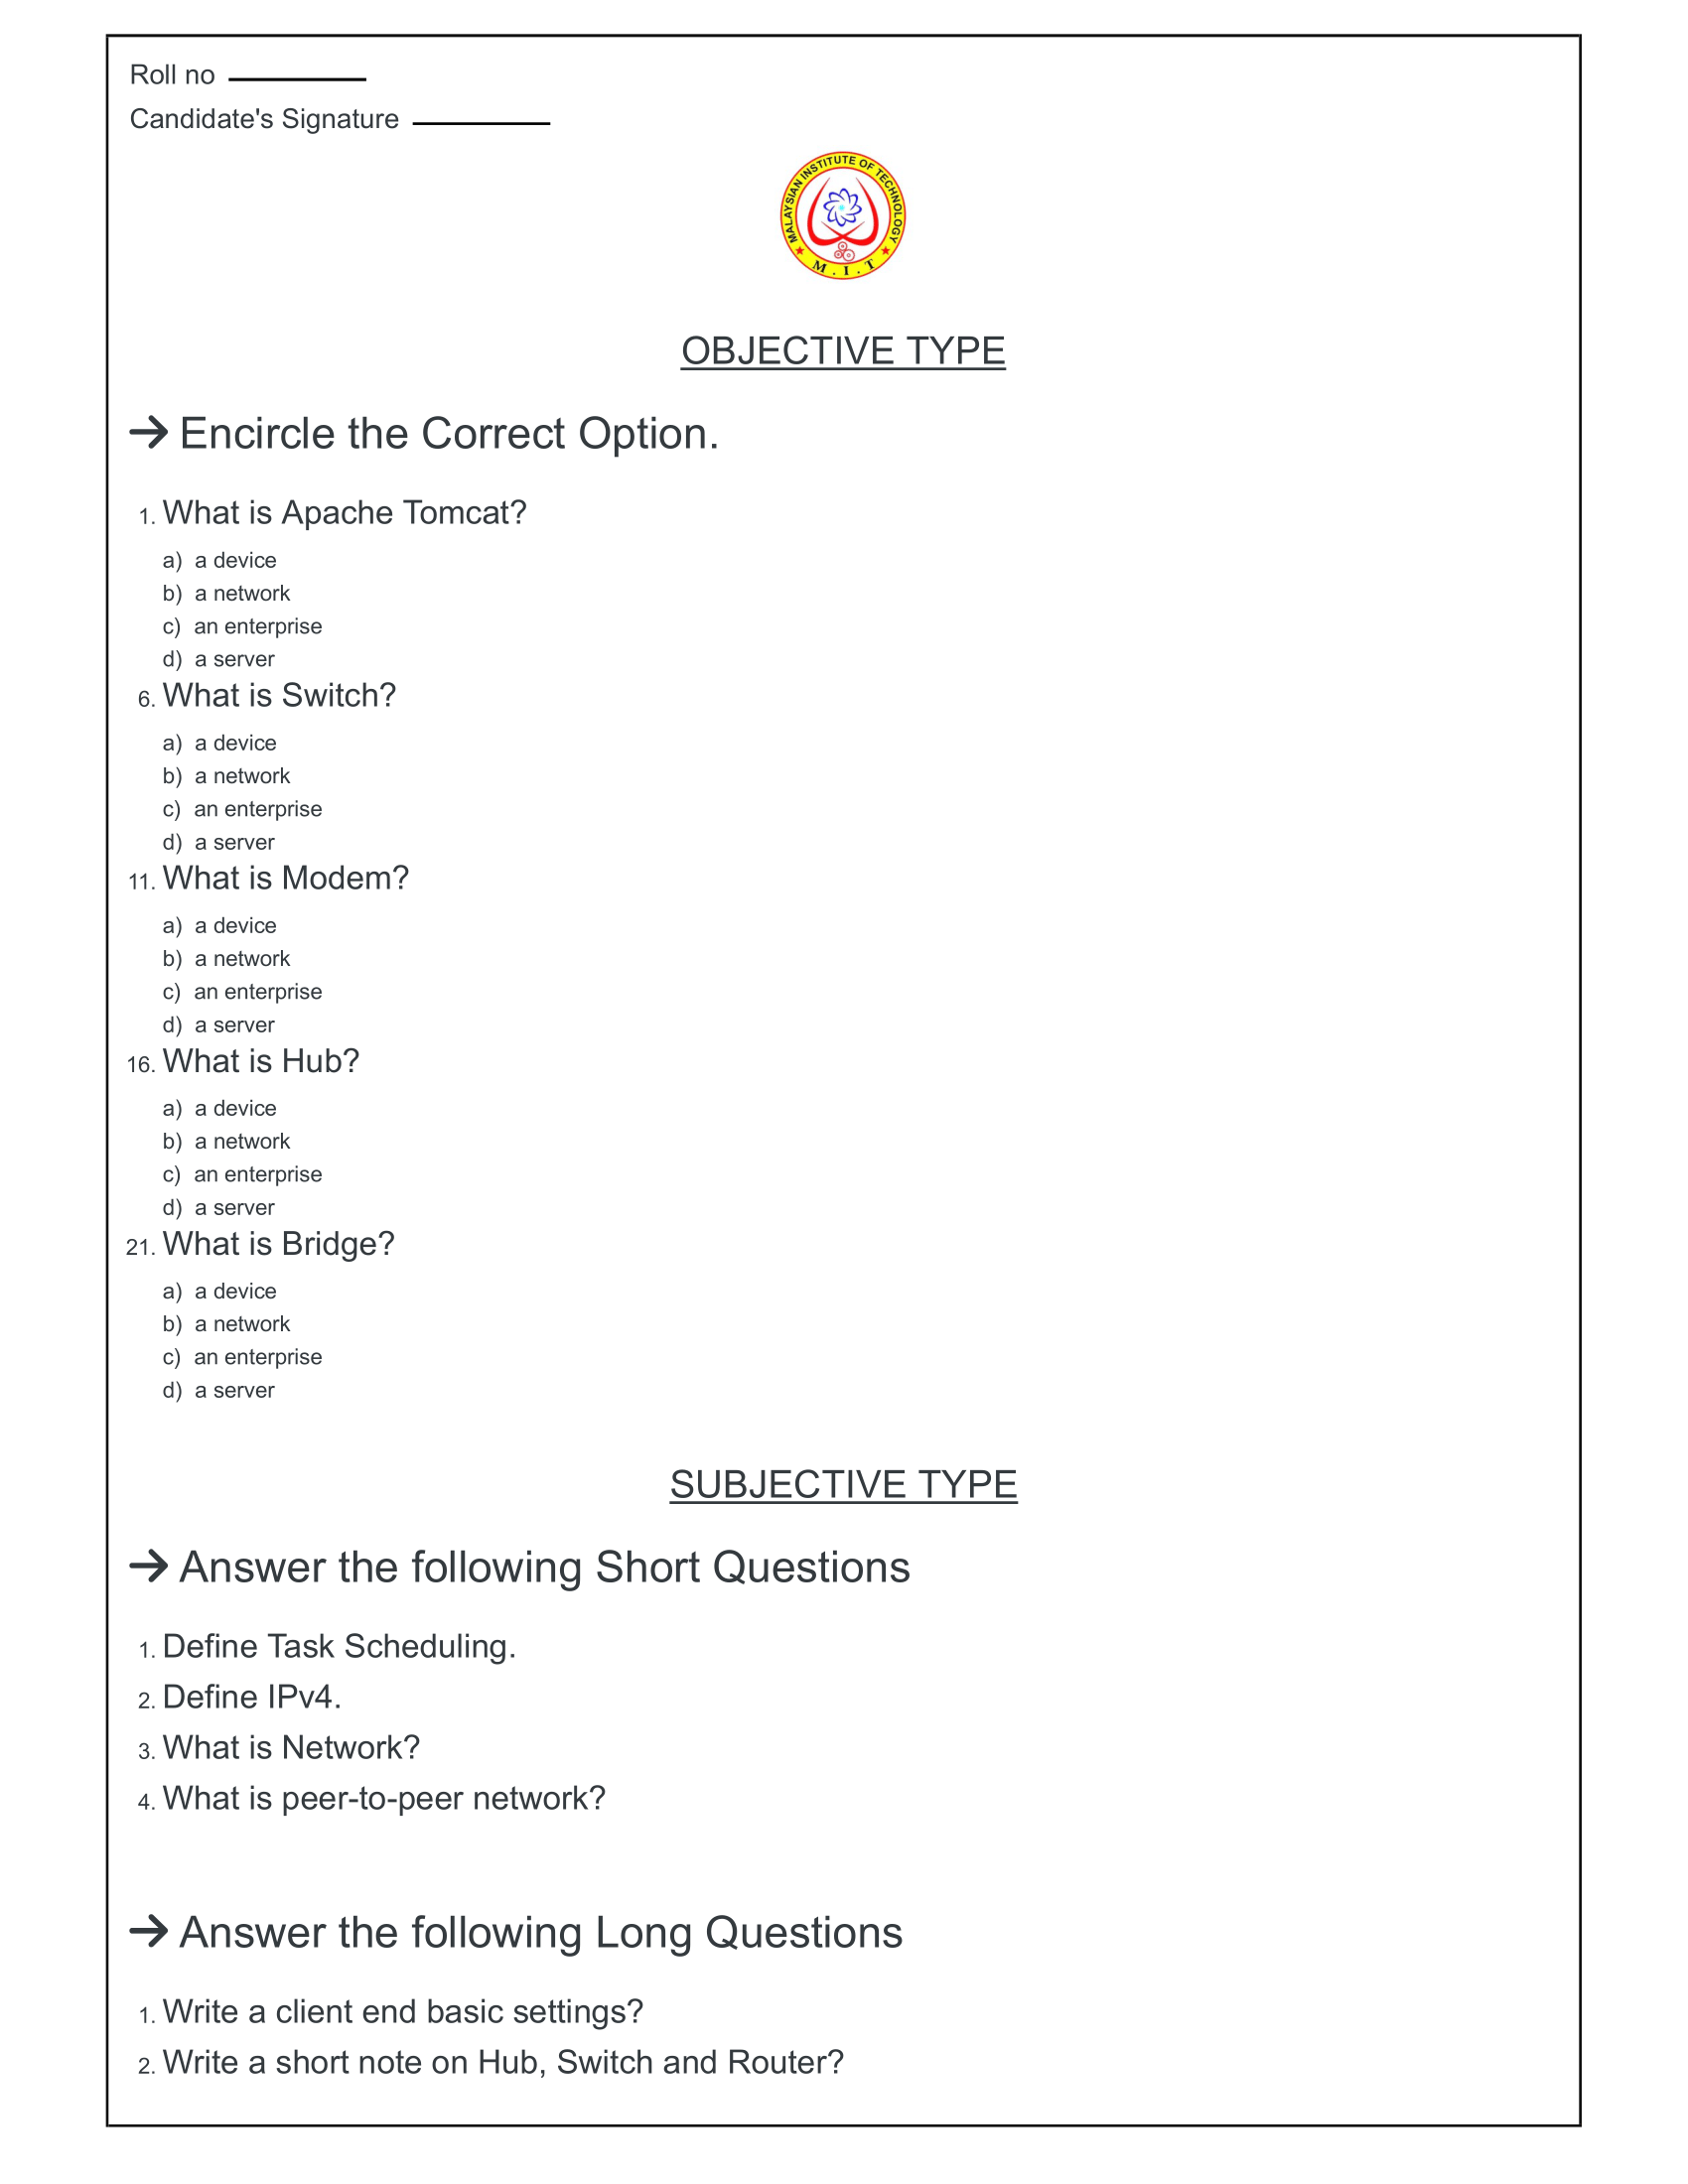 Roll no
Candidate's Signature
MALAYSIAN INSTITUTE OF TECHNOLOGY
M . I . T
OBJECTIVE TYPE
→ Encircle the Correct Option.
1. What is Apache Tomcat?
a) a device
b) a network
c) an enterprise
d) a server
6. What is Switch?
a) a device
b) a network
c) an enterprise
d) a server
11. What is Modem?
a) a device
b) a network
c) an enterprise
d) a server
16. What is Hub?
a) a device
b) a network
c) an enterprise
d) a server
21. What is Bridge?
a) a device
b) a network
c) an enterprise
d) a server
SUBJECTIVE TYPE
→ Answer the following Short Questions
1. Define Task Scheduling.
2. Define IPv4.
3. What is Network?
4. What is peer-to-peer network?
→ Answer the following Long Questions
1. Write a client end basic settings?
2. Write a short note on Hub, Switch and Router?